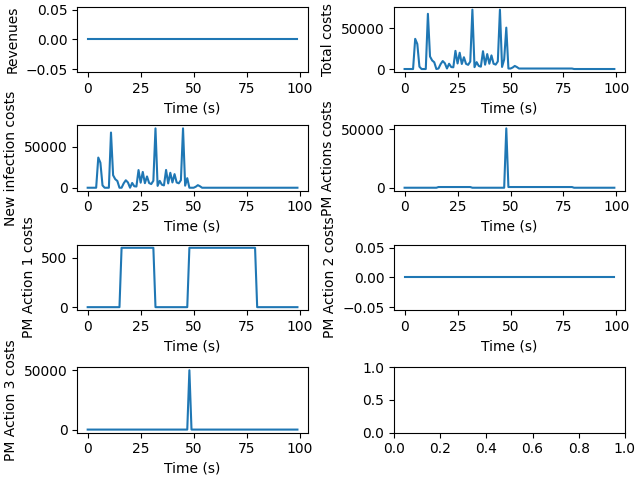 Revenues
0.05
0.00
−0.05
0 25 50 75 100
Time (s)
Total costs
50000
0
0 25 50 75 100
Time (s)
New infection costs
50000
0
0 25 50 75 100
Time (s)
PM Actions costs
50000
0
0 25 50 75 100
Time (s)
PM Action 1 costs
500
0
0 25 50 75 100
Time (s)
PM Action 2 costs
0.05
0.00
−0.05
0 25 50 75 100
Time (s)
PM Action 3 costs
50000
0
0 25 50 75 100
Time (s)
1.0
0.5
0.0
0.0 0.2 0.4 0.6 0.8 1.0